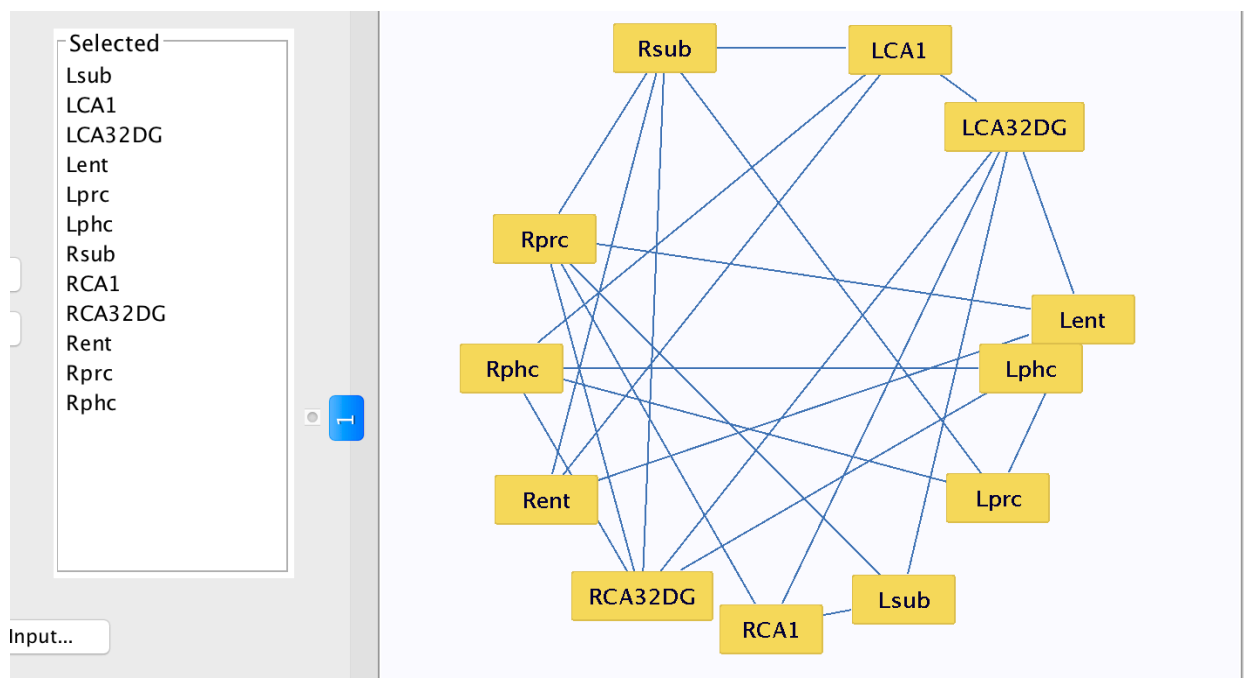 Selected
Lsub
LCA1
LCA32DG
Lent
Lprc
Lphc
Rsub
RCA1
RCA32DG
Rent
Rprc
Rphc
1
Input...
Rsub
LCA1
LCA32DG
Rprc
Lent
Rphc
Lphc
Rent
Lprc
RCA32DG
Lsub
RCA1